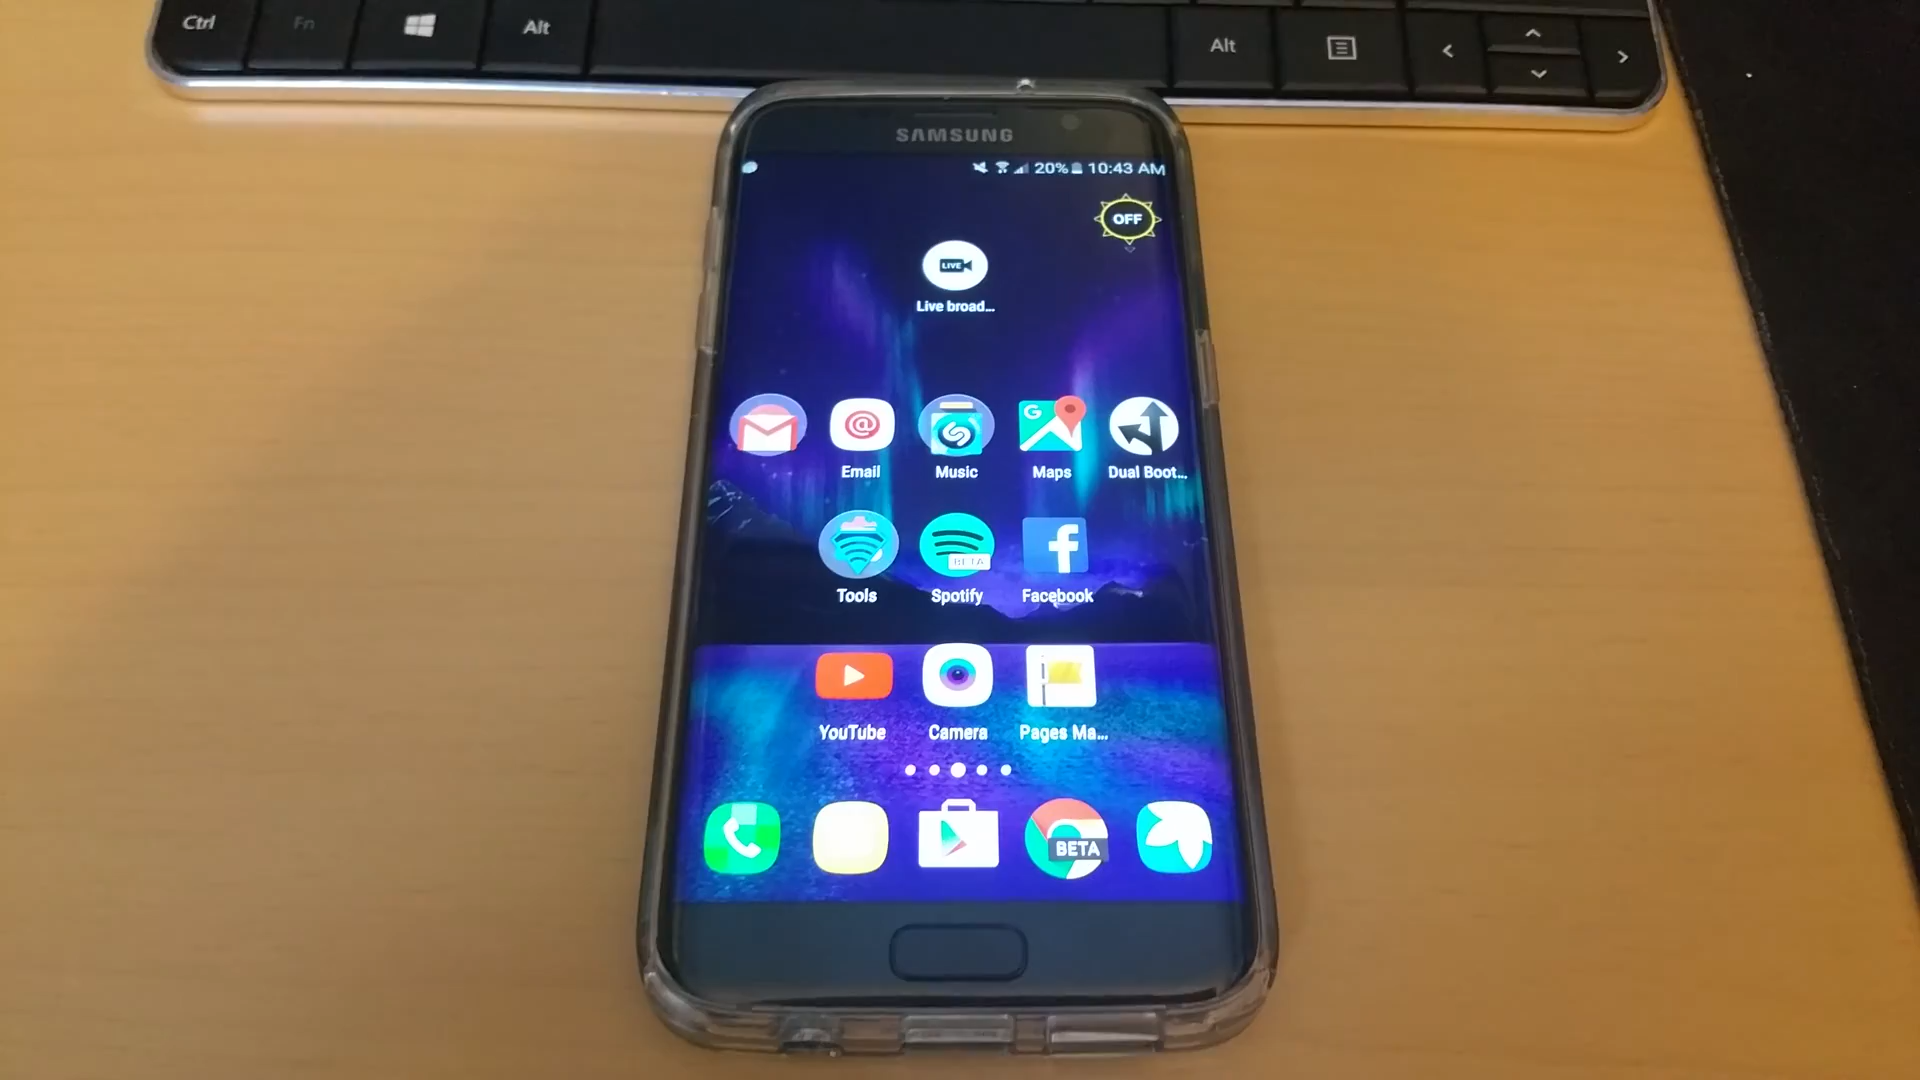 Ctrl Fn Alt Alt
SAMSUNG
20% 10:43 AM
OFF
LIVE
Live broad...
G
Email Music Maps Dual Boot...
BETA
Tools Spotify Facebook
YouTube Camera Pages Ma...
BETA